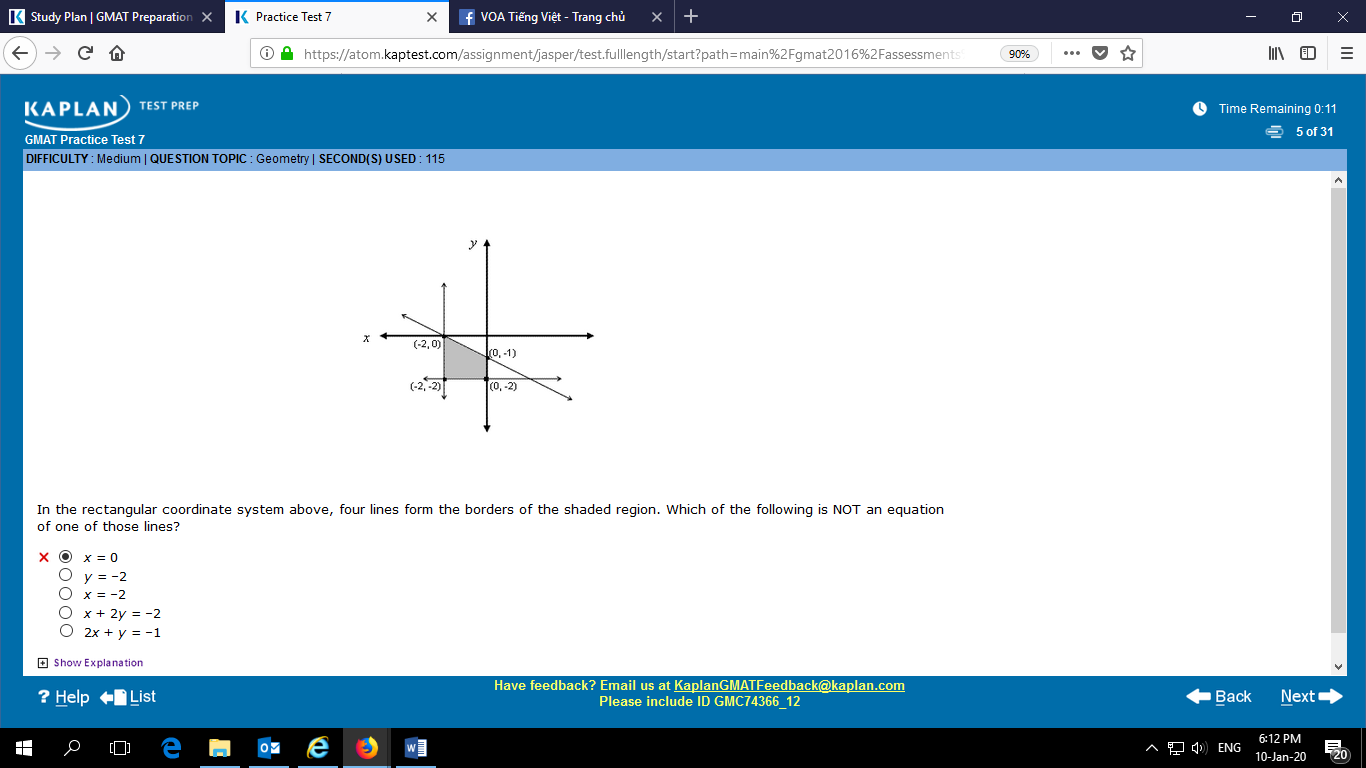 Study Plan | GMAT Preparation
Practice Test 7
VOA Tiếng Việt - Trang chủ
https://atom.kaptest.com/assignment/jasper/test.fulllength/start?path=main%2Fgmat2016%2Fassessments
90%
KAPLAN TEST PREP
Time Remaining 0:11
GMAT Practice Test 7
5 of 31
DIFFICULTY : Medium | QUESTION TOPIC : Geometry | SECOND(S) USED : 115
y
x
(-2, 0)
(0, -1)
(-2, -2)
(0, -2)
In the rectangular coordinate system above, four lines form the borders of the shaded region. Which of the following is NOT an equation
of one of those lines?
x = 0
y = −2
x = −2
x + 2y = −2
2x + y = −1
Show Explanation
Have feedback? Email us at KaplanGMATFeedback@kaplan.com
Please include ID GMC74366_12
? Help List
Back Next
6:12 PM
ENG
10-Jan-20
20